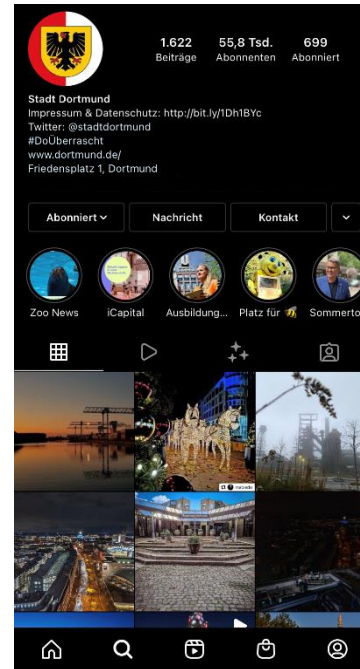 1.622 55,8 Tsd. 699
Beiträge Abonnenten Abonniert
Stadt Dortmund
Impressum & Datenschutz: http://bit.ly/1Dh1BYc
Twitter: @stadtdortmund
#DoÜberrascht
www.dortmund.de/
Friedensplatz 1, Dortmund
Abonniert Nachricht Kontakt
Zoo News iCapital Ausbildung... Platz für Sommerto